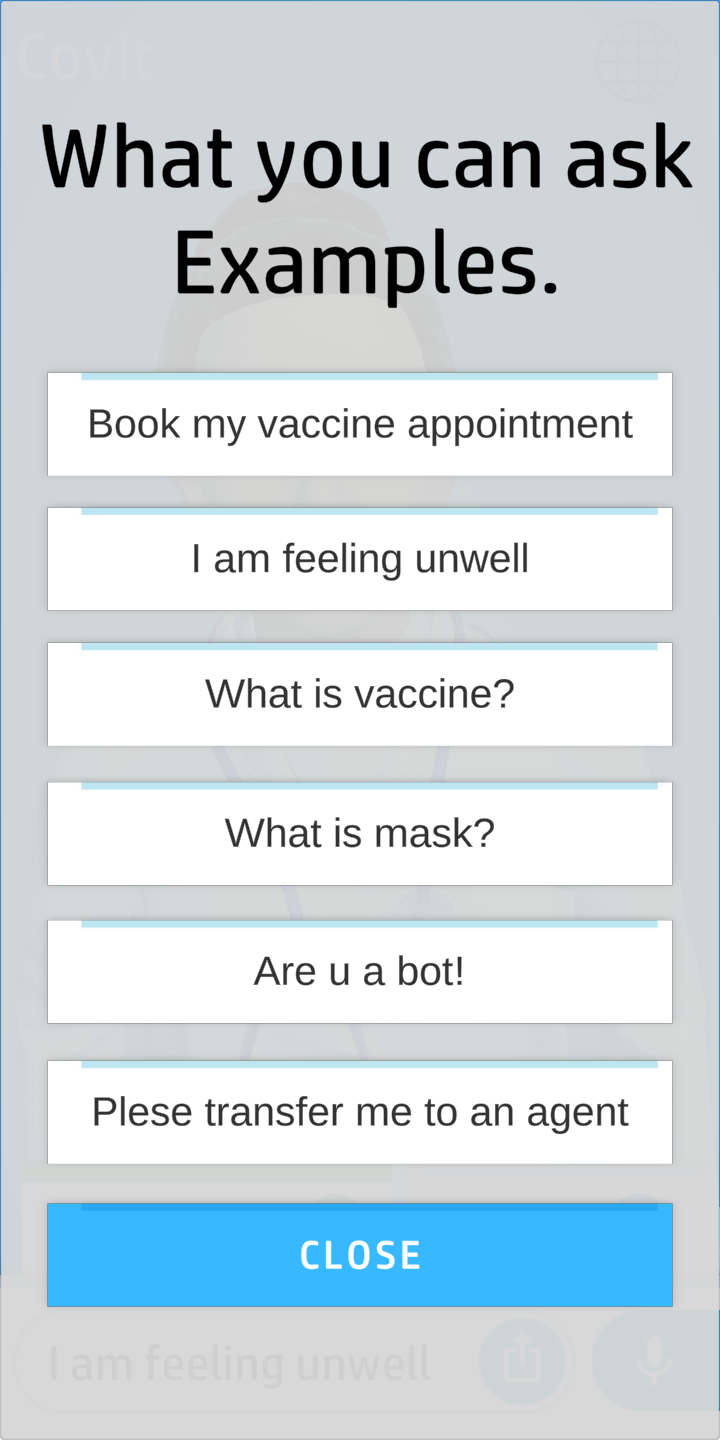 CovIt
What you can ask
Examples.
Book my vaccine appointment
I am feeling unwell
What is vaccine?
What is mask?
Are u a bot!
Plese transfer me to an agent
CLOSE
I am feeling unwell